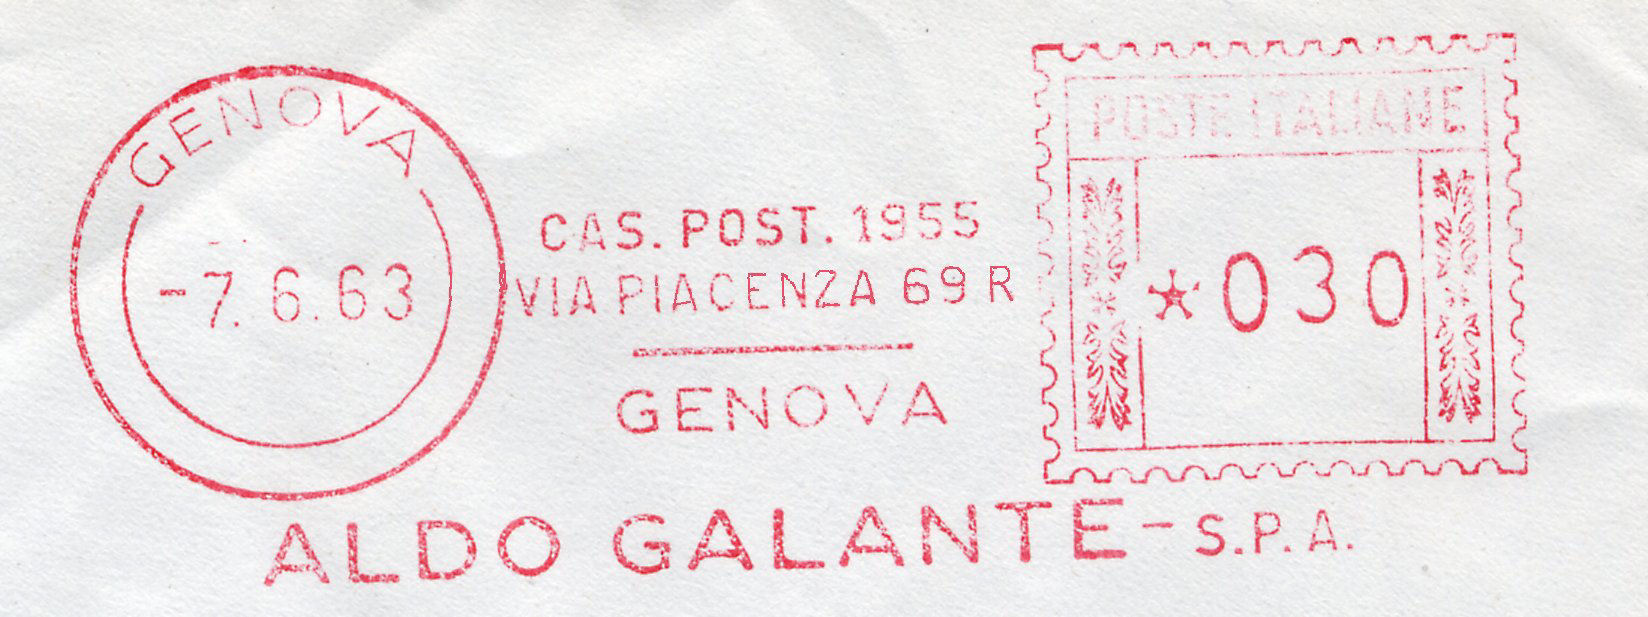 GENOVA
-7. 6. 63
CAS. POST. 1955
VIA PIACENZA 69 R
GENOVA
ALDO GALANTE - S.P.A.
POSTE ITALIANE
*030